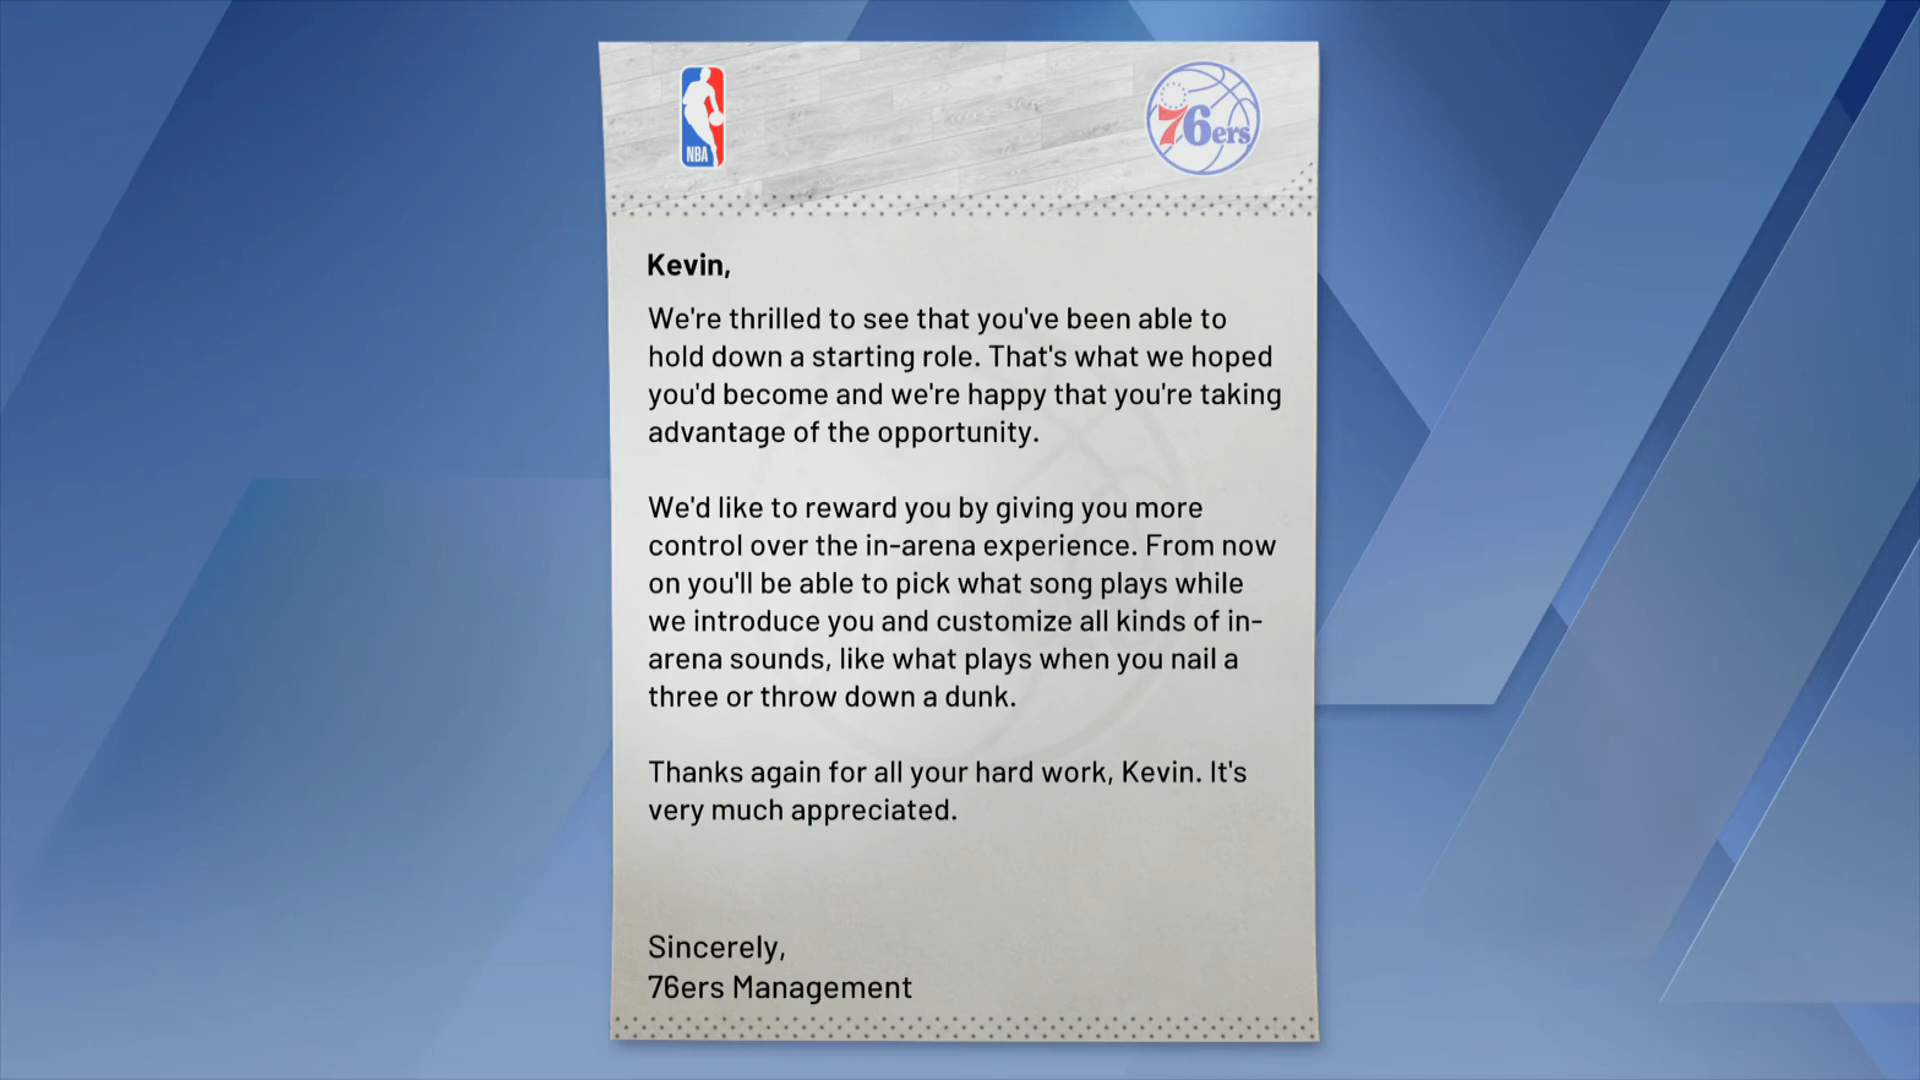 NBA
76ers
Kevin,
We're thrilled to see that you've been able to
hold down a starting role. That's what we hoped
you'd become and we're happy that you're taking
advantage of the opportunity.
We'd like to reward you by giving you more
control over the in-arena experience. From now
on you'll be able to pick what song plays while
we introduce you and customize all kinds of in-
arena sounds, like what plays when you nail a
three or throw down a dunk.
Thanks again for all your hard work, Kevin. It's
very much appreciated.
Sincerely,
76ers Management